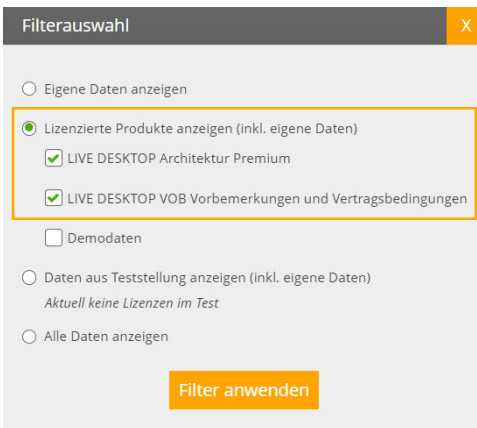 Filterauswahl X
Eigene Daten anzeigen
Lizenzierte Produkte anzeigen (inkl. eigene Daten)
LIVE DESKTOP Architektur Premium
LIVE DESKTOP VOB Vorbemerkungen und Vertragsbedingungen
Demodaten
Daten aus Teststellung anzeigen (inkl. eigene Daten)
Aktuell keine Lizenzen im Test
Alle Daten anzeigen
Filter anwenden